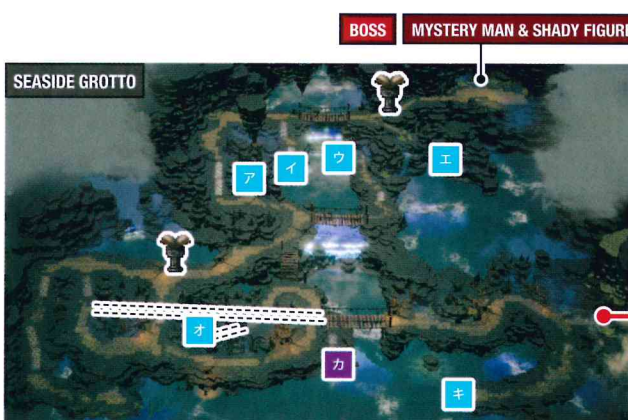 BOSS MYSTERY MAN & SHADY FIGURE
SEASIDE GROTTO
ア イ ウ エ
オ
カ
キ